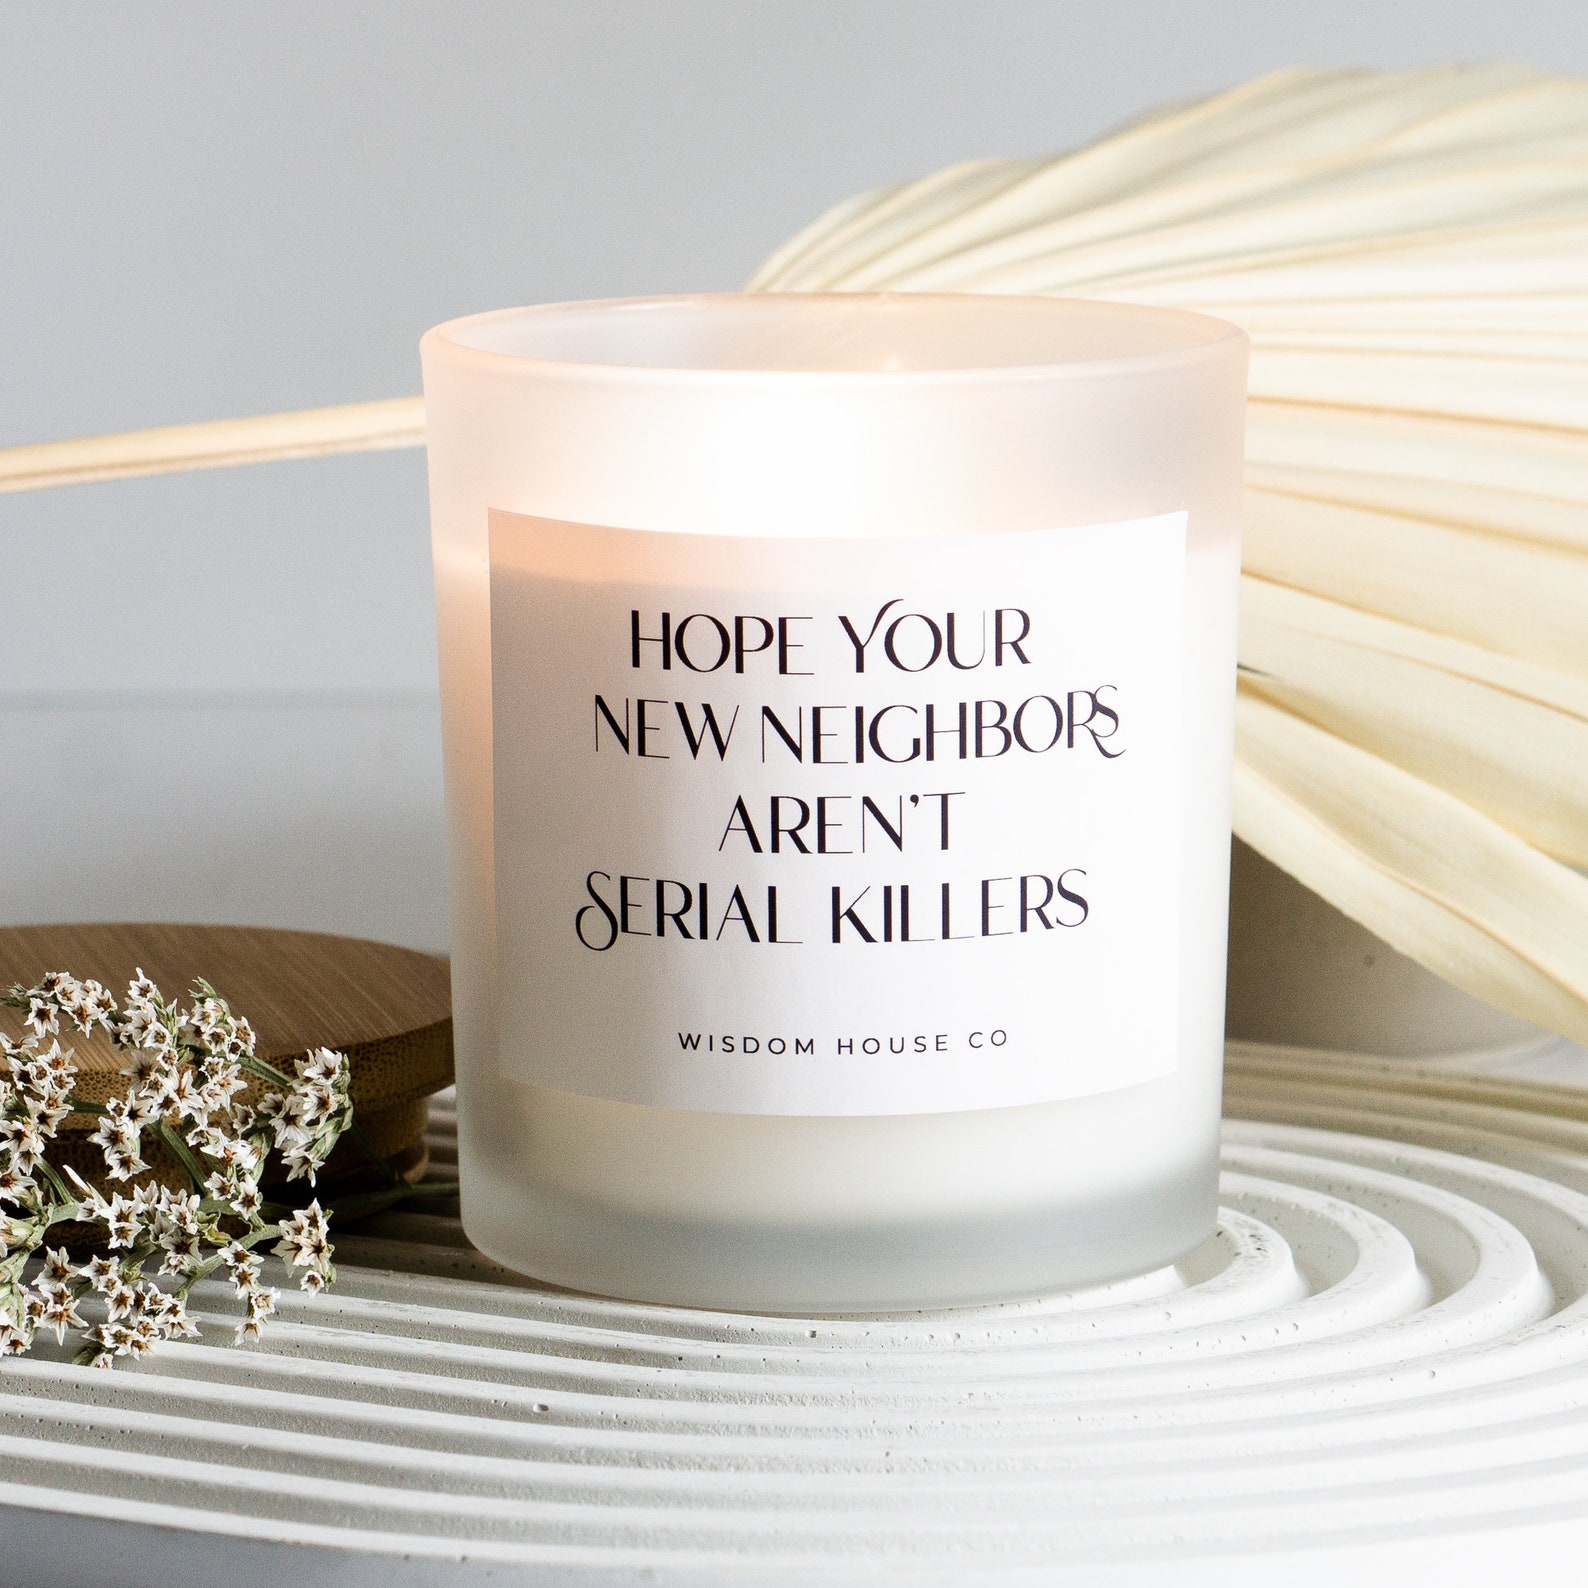 HOPE YOUR
NEW NEIGHBORS
AREN'T
SERIAL KILLERS
WISDOM HOUSE CO